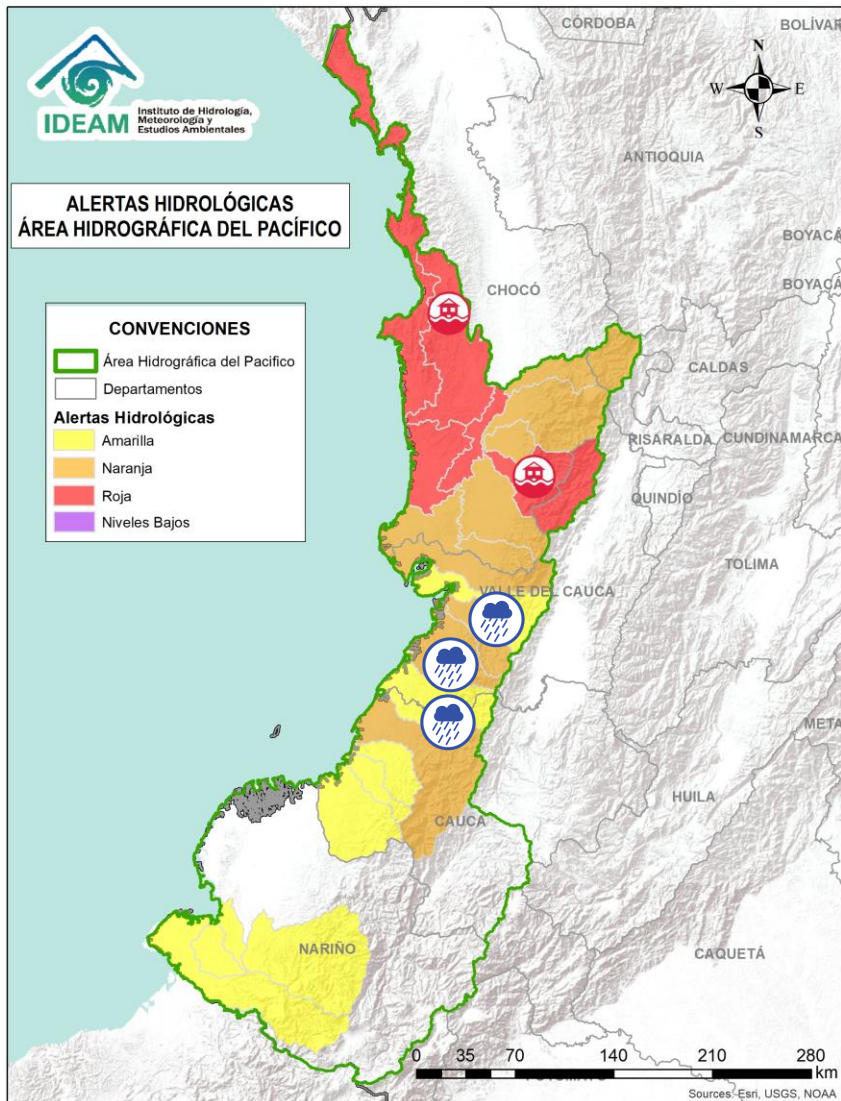 CÓRDOBA
BOLÍVAR
N
W
E
S
IDEAM
Instituto de Hidrología,
Meteorología y
Estudios Ambientales
ANTIOQUIA
ALERTAS HIDROLÓGICAS
ÁREA HIDROGRÁFICA DEL PACÍFICO
BOYACÁ
BOYACÁ
CHOCÓ
CONVENCIONES
Área Hidrográfica del Pacifico
Departamentos
Alertas Hidrológicas
Amarilla
Naranja
Roja
Niveles Bajos
CALDAS
RISARALDA
CUNDINAMARCA
QUINDÍO
TOLIMA
VALLE DEL CAUCA
META
HUILA
CAUCA
NARIÑO
CAQUETÁ
0 35 70 140 210 280
km
Sources: Esri, USGS, NOAA